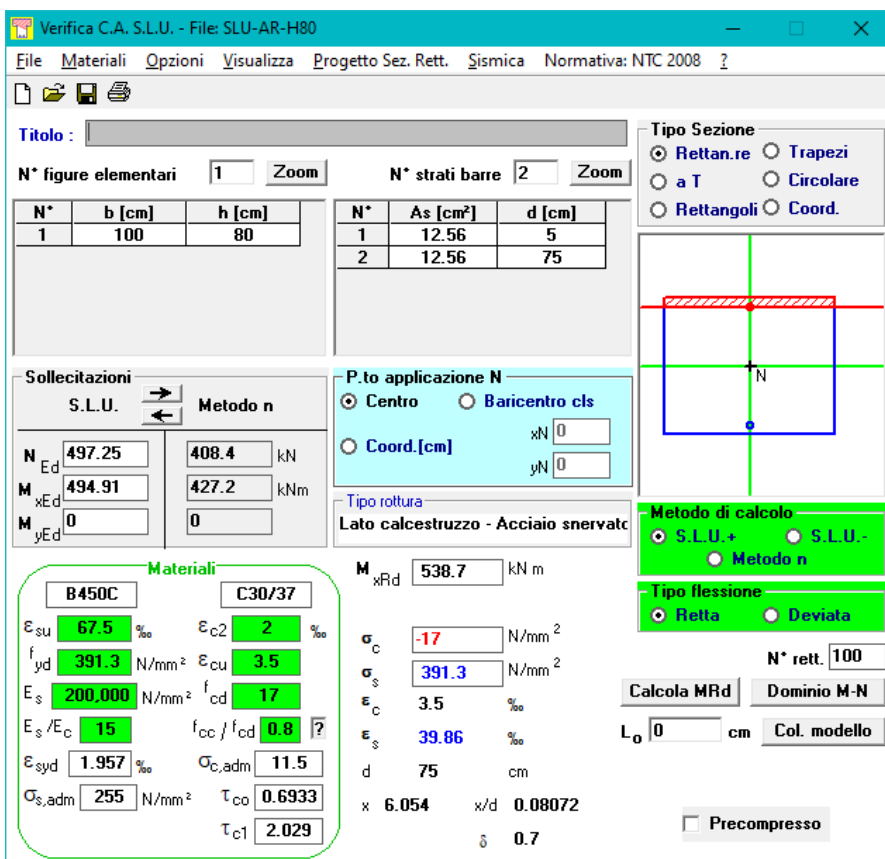 Verifica C.A. S.L.U. - File: SLU-AR-H80
File Materiali Opzioni Visualizza Progetto Sez. Rett. Sismica Normativa: NTC 2008 ?
Titolo :
N° figure elementari 1 Zoom
N° strati barre 2 Zoom
N° b [cm] h [cm]
1 100 80
N° As [cm²] d [cm]
1 12.56 5
2 12.56 75
Tipo Sezione
Rettan.re Trapezi
a T Circolare
Rettangoli Coord.
N
Sollecitazioni
S.L.U. Metodo n
N Ed 497.25 408.4 kN
M xEd 494.91 427.2 kNm
M yEd 0 0
P.to applicazione N
Centro Baricentro cls
Coord.[cm] xN 0
yN 0
Tipo rottura
Lato calcestruzzo - Acciaio snervato
Metodo di calcolo
S.L.U.+ S.L.U.-
Metodo n
Tipo flessione
Retta Deviata
Materiali
B450C C30/37
εsu 67.5 ‰ εc2 2 ‰
fyd 391.3 N/mm² εcu 3.5
Es 200,000 N/mm² fcd 17
Es/Ec 15 fcc / fcd 0.8 ?
εsyd 1.957 ‰ σc,adm 11.5
σs,adm 255 N/mm² τco 0.6933
τc1 2.029
M xRd 538.7 kN m
σc -17 N/mm²
σs 391.3 N/mm²
εc 3.5 ‰
εs 39.86 ‰
d 75 cm
x 6.054 x/d 0.08072
δ 0.7
N° rett. 100
Calcola MRd Dominio M-N
Lo 0 cm Col. modello
Precompresso